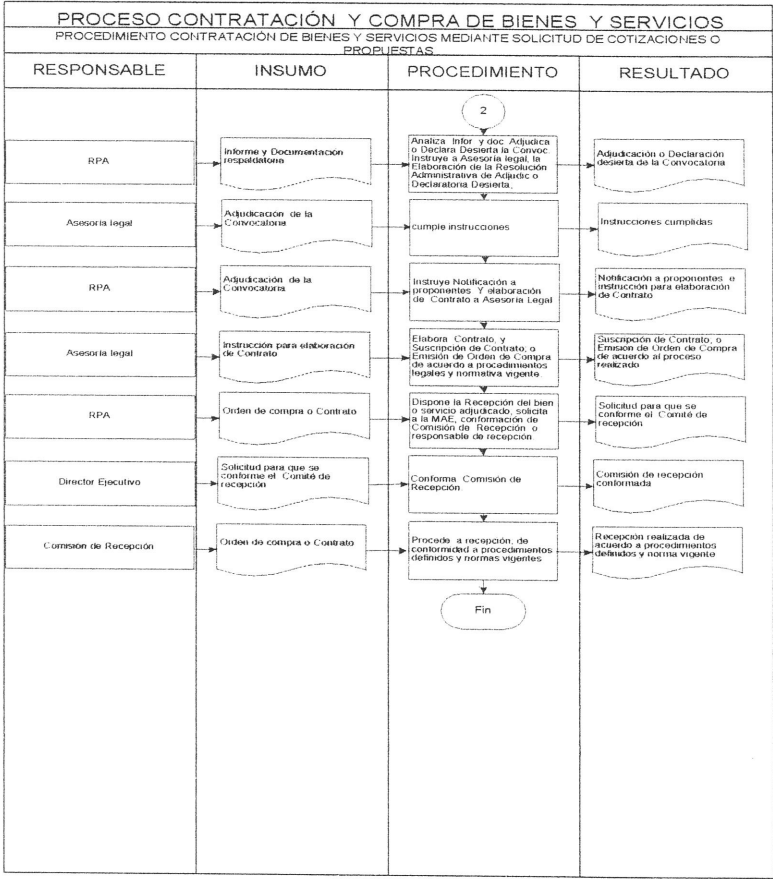 PROCESO CONTRATACIÓN Y COMPRA DE BIENES Y SERVICIOS
PROCEDIMIENTO CONTRATACIÓN DE BIENES Y SERVICIOS MEDIANTE SOLICITUD DE COTIZACIONES O
PROPUESTAS
RESPONSABLE
INSUMO
PROCEDIMIENTO
RESULTADO
2
RPA
Informe y Documentación
respaldatoria
Analiza Infor y doc Adjudica
o Declara Desierta la Convoc.
Instruye a Asesoría legal, la
Elaboración de la Resolución
Administrativa de Adjudic o
Declaratoria Desierta,
Adjudicación o Declaración
desierta de la Convocatoria
Asesoría legal
Adjudicación de la
Convocatoria
cumple instrucciones
Instrucciones cumplidas
RPA
Adjudicación de la
Convocatoria
Instruye Notificación a
proponentes Y elaboración
de Contrato a Asesoría Legal
Notificación a proponentes e
instrucción para elaboración
de Contrato
Asesoría legal
Instrucción para elaboración
de Contrato
Elabora Contrato, y
Suscripción de Contrato, o
Emisión de Orden de Compra
de acuerdo a procedimientos
legales y normativa vigente.
Suscripción de Contrato, o
Emisión de Orden de Compra
de acuerdo al proceso
realizado
RPA
Orden de compra o Contrato
Dispone la Recepción del bien
o servicio adjudicado, solicita
a la MAE, conformación de
Comisión de Recepción o
responsable de recepción
Solicitud para que se
conforme el Comité de
recepción
Director Ejecutivo
Solicitud para que se
conforme el Comité de
recepción
Conforma Comisión de
Recepción
Comisión de recepción
conformada
Comisión de Recepción
Orden de compra o Contrato
Procede a recepción, de
conformidad a procedimientos
definidos y normas vigentes
Recepción realizada de
acuerdo a procedimientos
definidos y norma vigente
Fin